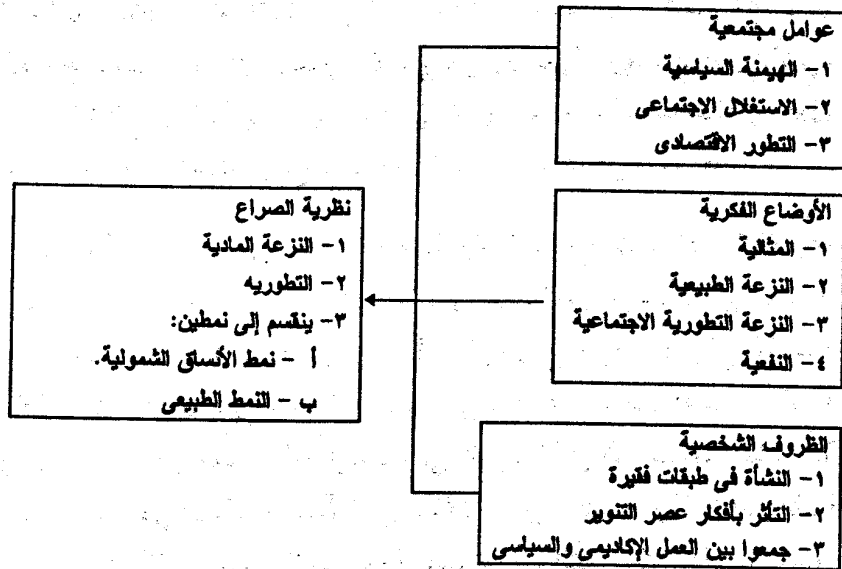 عوامل مجتمعية
١- الهيمنة السياسية
٢- الاستغلال الاجتماعى
٣- التطور الاقتصادى
الأوضاع الفكرية
١- المثالية
٢- النزعة الطبيعية
٣- النزعة التطورية الاجتماعية
٤- النفعية
الظروف الشخصية
١- النشأة فى طبقات فقيرة
٢- التأثر بأفكار عصر التنوير
٣- جمعوا بين العمل الإكاديمى والسياسى
نظرية الصراع
١- النزعة المادية
٢- التطوريه
٣- ينقسم إلى نمطين:
أ - نمط الأنساق الشمولية.
ب - النمط الطبيعى